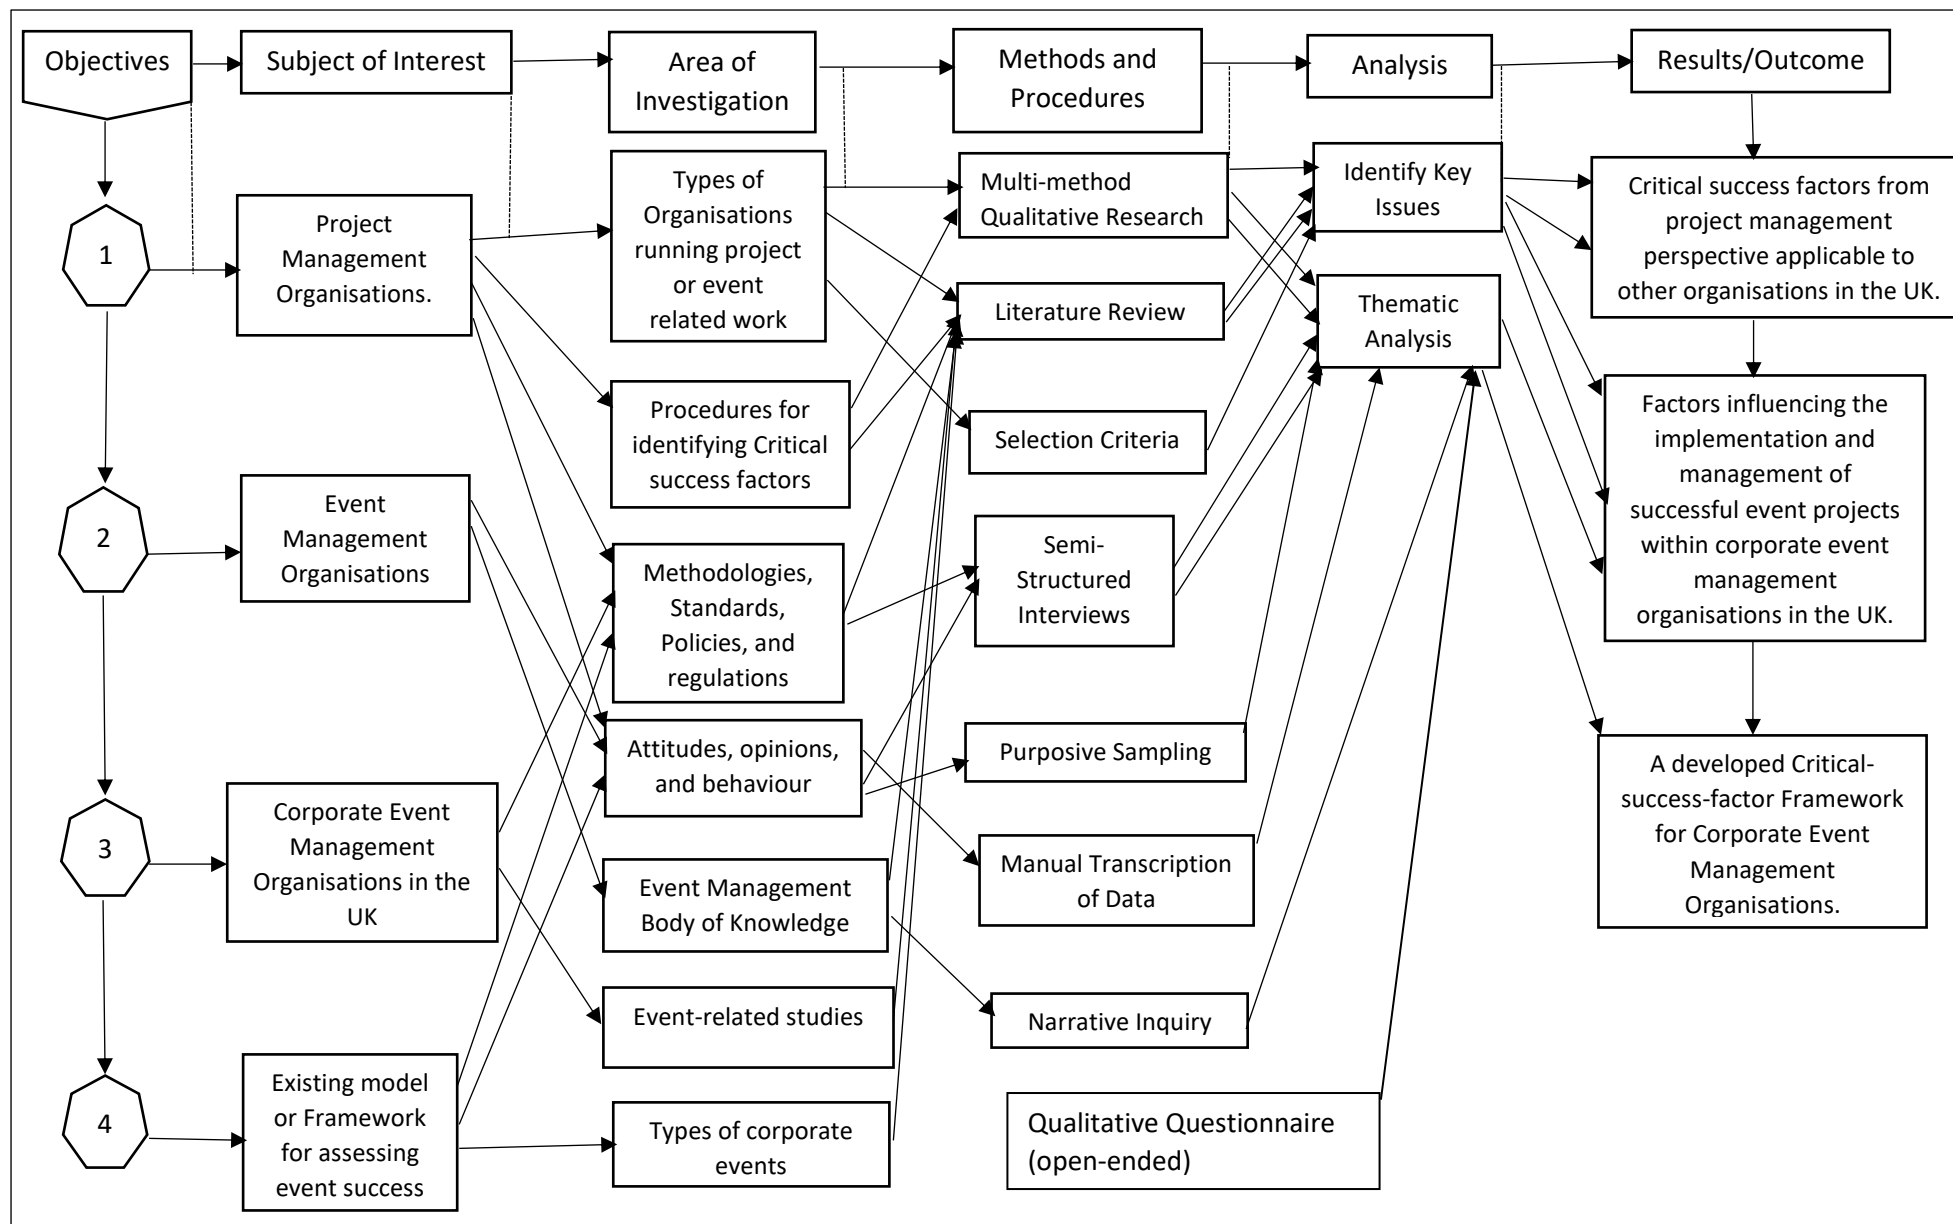 Objectives
Subject of Interest
Area of
Investigation
Methods and
Procedures
Analysis
Results/Outcome
1
Project
Management
Organisations.
Types of
Organisations
running project
or event
related work
Multi-method
Qualitative Research
Identify Key
Issues
Critical success factors from
project management
perspective applicable to
other organisations in the UK.
Literature Review
Thematic
Analysis
Procedures for
identifying Critical
success factors
Selection Criteria
Factors influencing the
implementation and
management of
successful event projects
within corporate event
management
organisations in the UK.
2
Event
Management
Organisations
Methodologies,
Standards,
Policies, and
regulations
Semi-
Structured
Interviews
Attitudes, opinions,
and behaviour
Purposive Sampling
A developed Critical-
success-factor Framework
for Corporate Event
Management
Organisations.
3
Corporate Event
Management
Organisations in the
UK
Event Management
Body of Knowledge
Manual Transcription
of Data
Event-related studies
Narrative Inquiry
4
Existing model
or Framework
for assessing
event success
Types of corporate
events
Qualitative Questionnaire
(open-ended)